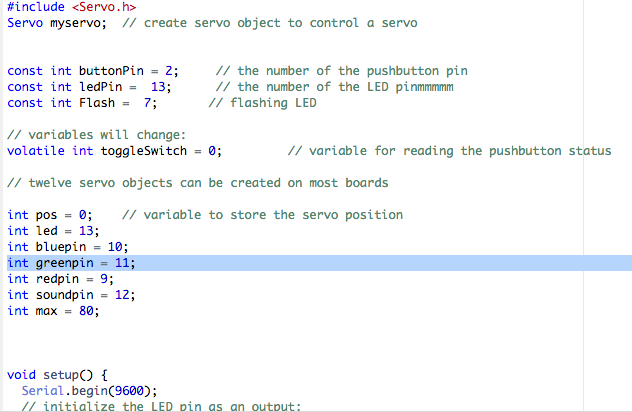 #include <Servo.h>
Servo myservo;  // create servo object to control a servo
const int buttonPin = 2;     // the number of the pushbutton pin
const int ledPin =  13;      // the number of the LED pinmmmmm
const int Flash =  7;       // flashing LED
// variables will change:
volatile int toggleSwitch = 0;         // variable for reading the pushbutton status
// twelve servo objects can be created on most boards
int pos = 0;    // variable to store the servo position
int led = 13;
int bluepin = 10;
int greenpin = 11;
int redpin = 9;
int soundpin = 12;
int max = 80;
void setup() {
  Serial.begin(9600);
  // initialize the LED pin as an output: